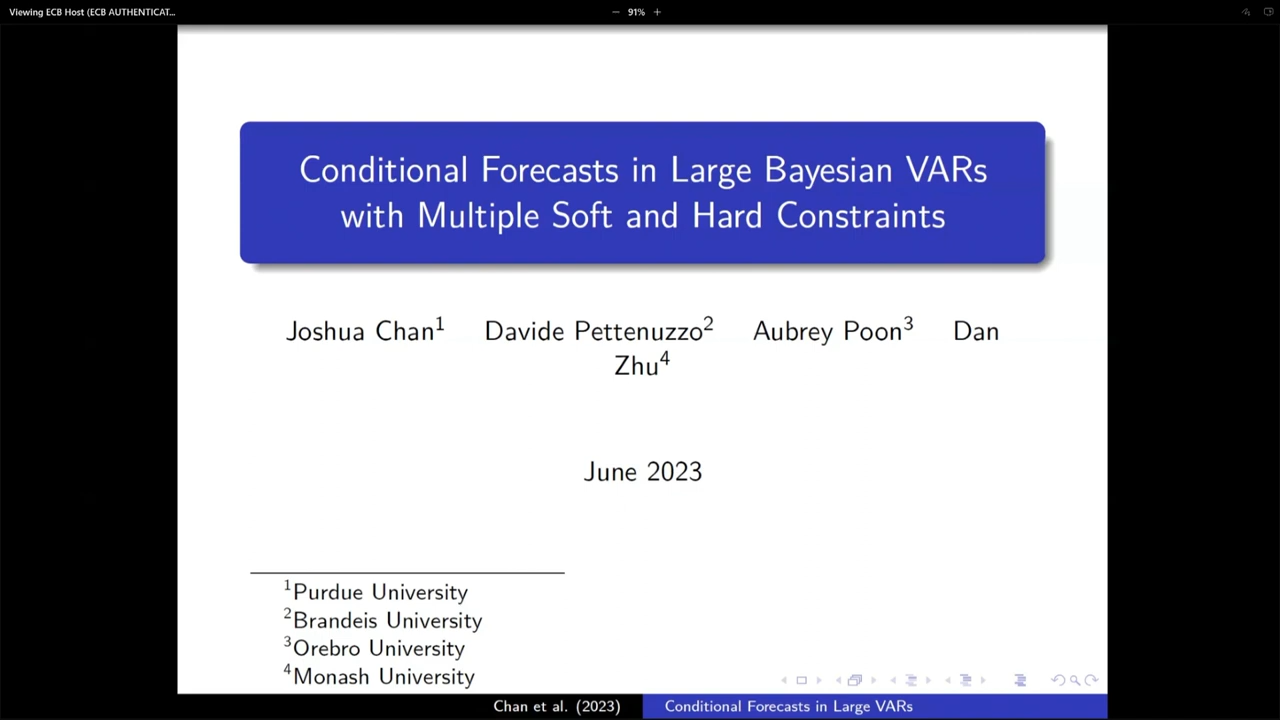 Viewing ECB Host (ECB AUTHENTICAT...
− 91% +
Conditional Forecasts in Large Bayesian VARs
with Multiple Soft and Hard Constraints
Joshua Chan¹ Davide Pettenuzzo² Aubrey Poon³ Dan
Zhu⁴
June 2023
¹Purdue University
²Brandeis University
³Orebro University
⁴Monash University
Chan et al. (2023) Conditional Forecasts in Large VARs